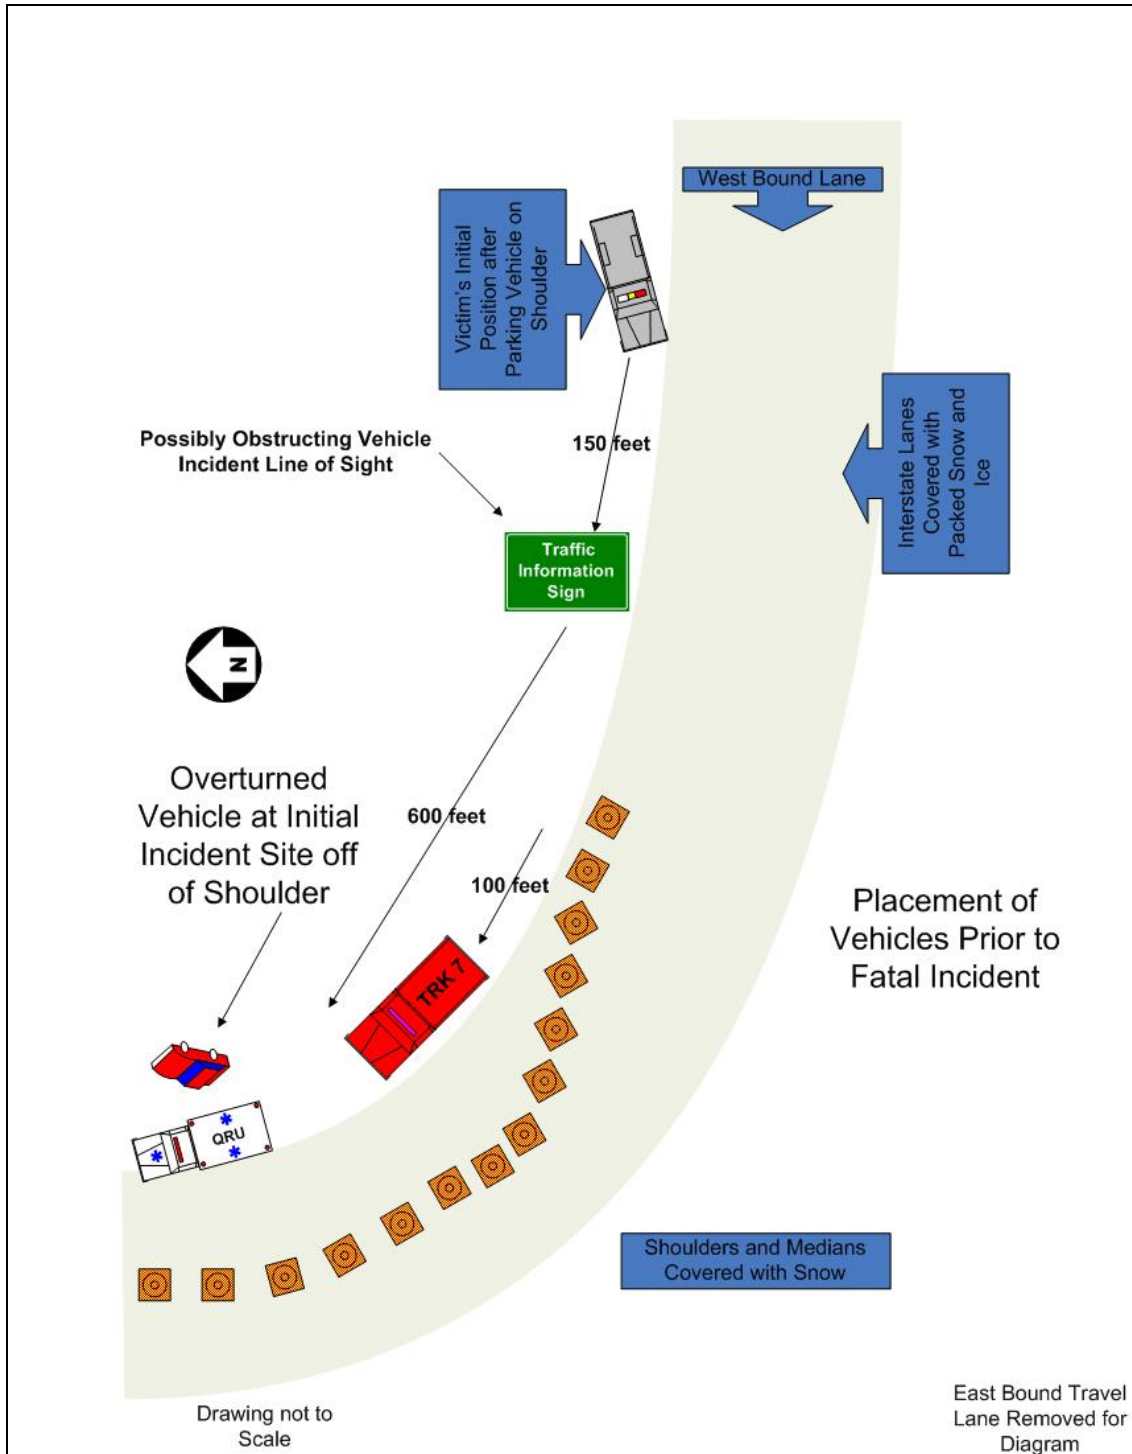 West Bound Lane
Victim's Initial
Position after
Parking Vehicle on
Shoulder
150 feet
Possibly Obstructing Vehicle
Incident Line of Sight
Interstate Lanes
Covered with
Packed Snow and
Ice
Traffic
Information
Sign
N
Overturned
Vehicle at Initial
Incident Site off
of Shoulder
600 feet
100 feet
Placement of
Vehicles Prior to
Fatal Incident
TRK 7
QRU
Shoulders and Medians
Covered with Snow
Drawing not to
Scale
East Bound Travel
Lane Removed for
Diagram